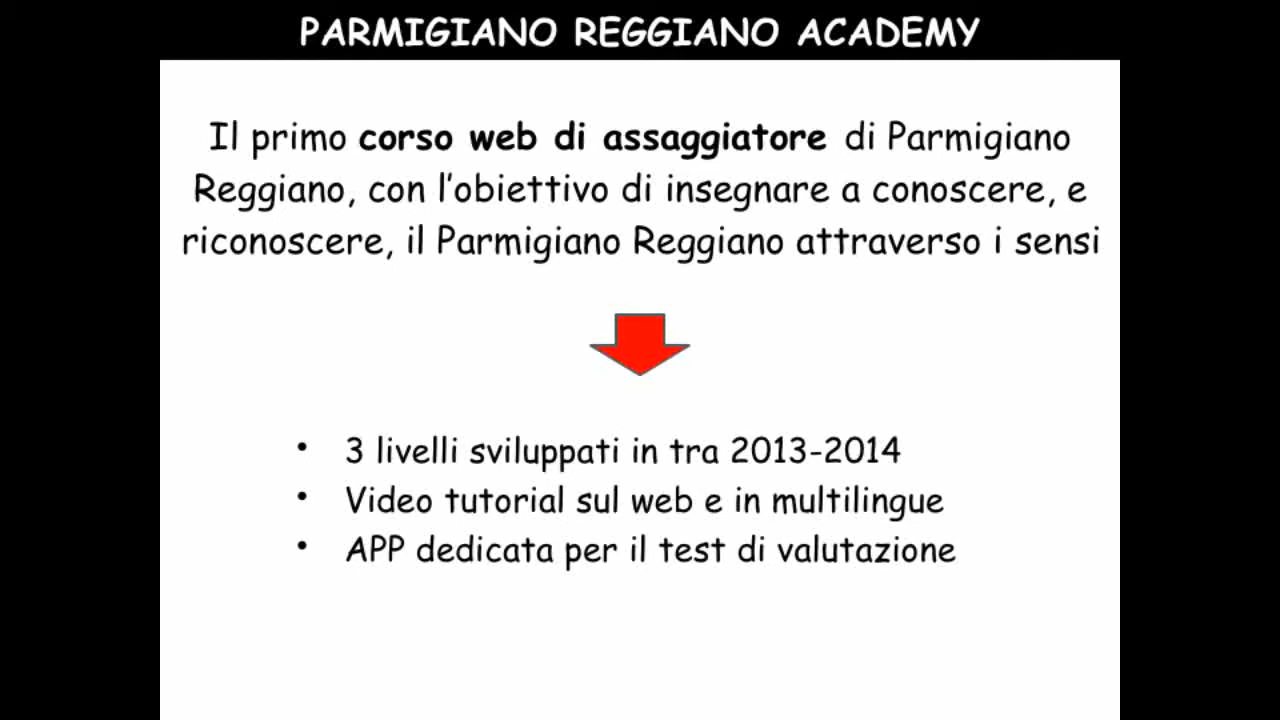 PARMIGIANO REGGIANO ACADEMY
Il primo corso web di assaggiatore di Parmigiano
Reggiano, con l'obiettivo di insegnare a conoscere, e
riconoscere, il Parmigiano Reggiano attraverso i sensi
• 3 livelli sviluppati in tra 2013-2014
• Video tutorial sul web e in multilingue
• APP dedicata per il test di valutazione